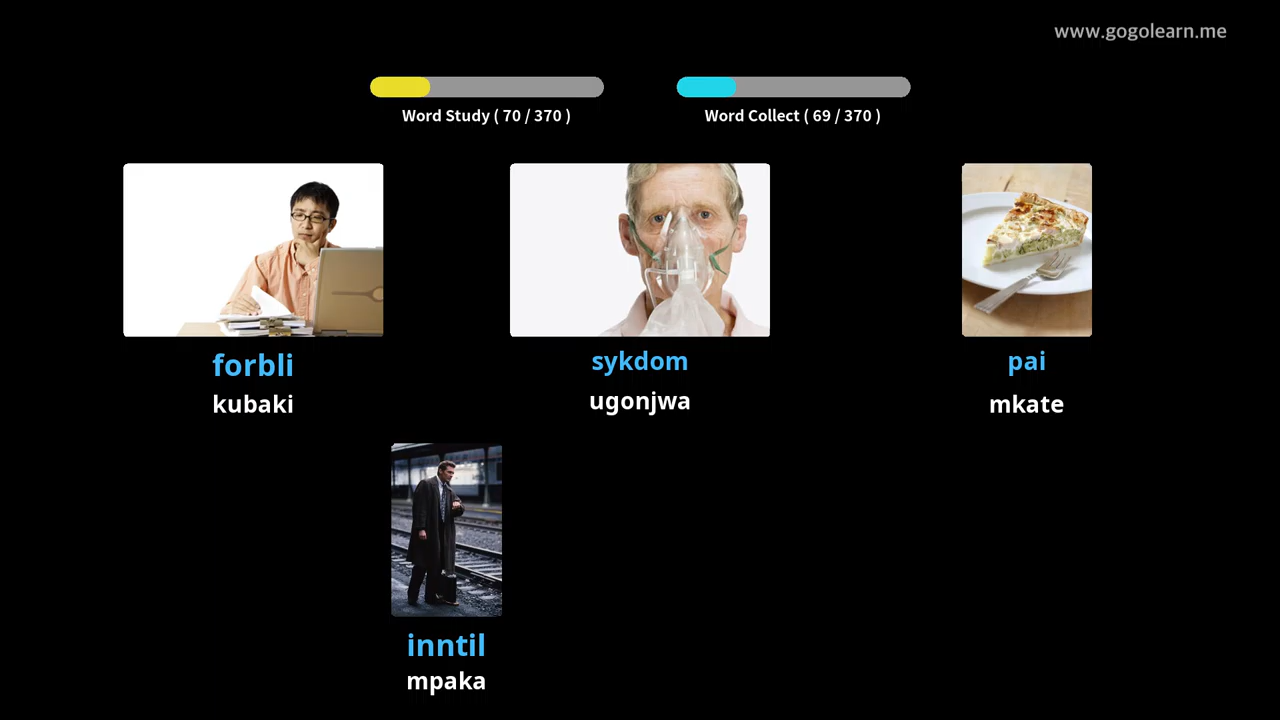 www.gogolearn.me
Word Study ( 70 / 370 )
Word Collect ( 69 / 370 )
forbli
kubaki
sykdom
ugonjwa
pai
mkate
inntil
mpaka